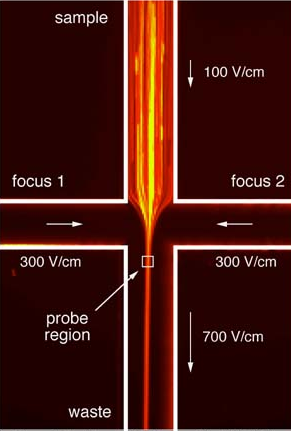 sample
100 V/cm
focus 1
focus 2
300 V/cm
300 V/cm
probe
region
700 V/cm
waste